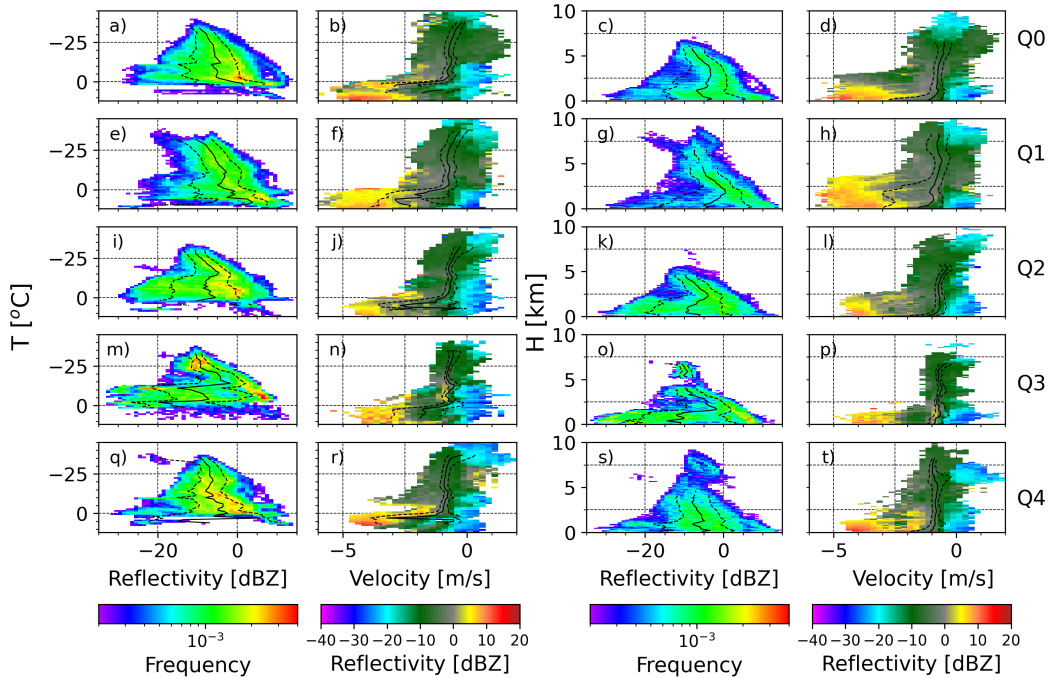 a) b) c) d) Q0
−25
0
10
5
0
e) f) g) h) Q1
−25
0
10
5
0
i) j) k) l) Q2
−25
0
10
5
0
T [°C]
H [km]
m) n) o) p) Q3
−25
0
10
5
0
q) r) s) t) Q4
−25
0
10
5
0
−20 0 −5 0 −20 0 −5 0
Reflectivity [dBZ] Velocity [m/s] Reflectivity [dBZ] Velocity [m/s]
10⁻³ −40 −30 −20 −10 0 10 20 10⁻³ −40 −30 −20 −10 0 10 20
Frequency Reflectivity [dBZ] Frequency Reflectivity [dBZ]